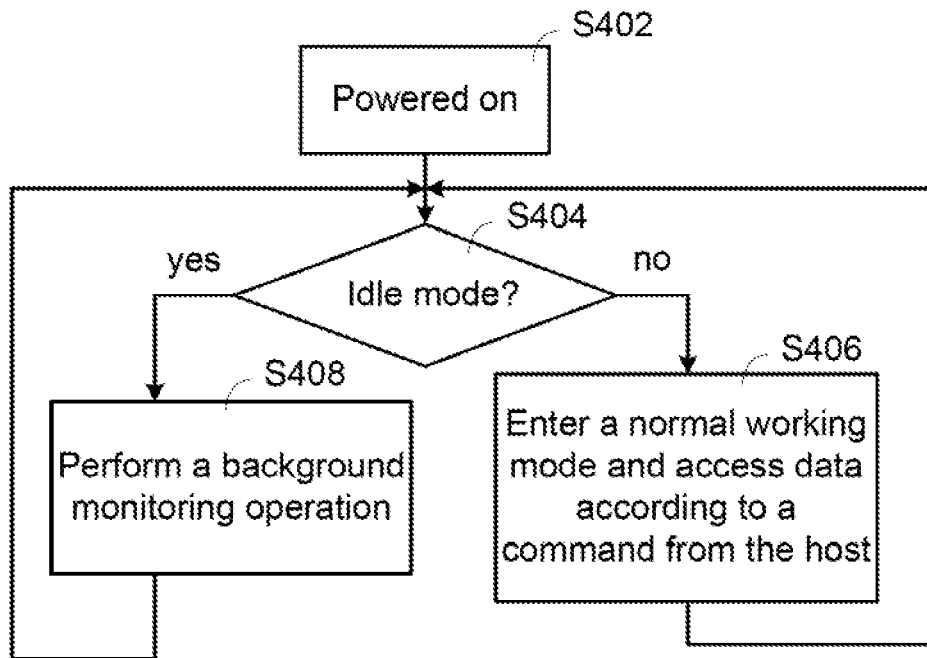 S402
Powered on
S404
yes
no
Idle mode?
S408
S406
Perform a background
monitoring operation
Enter a normal working
mode and access data
according to a
command from the host